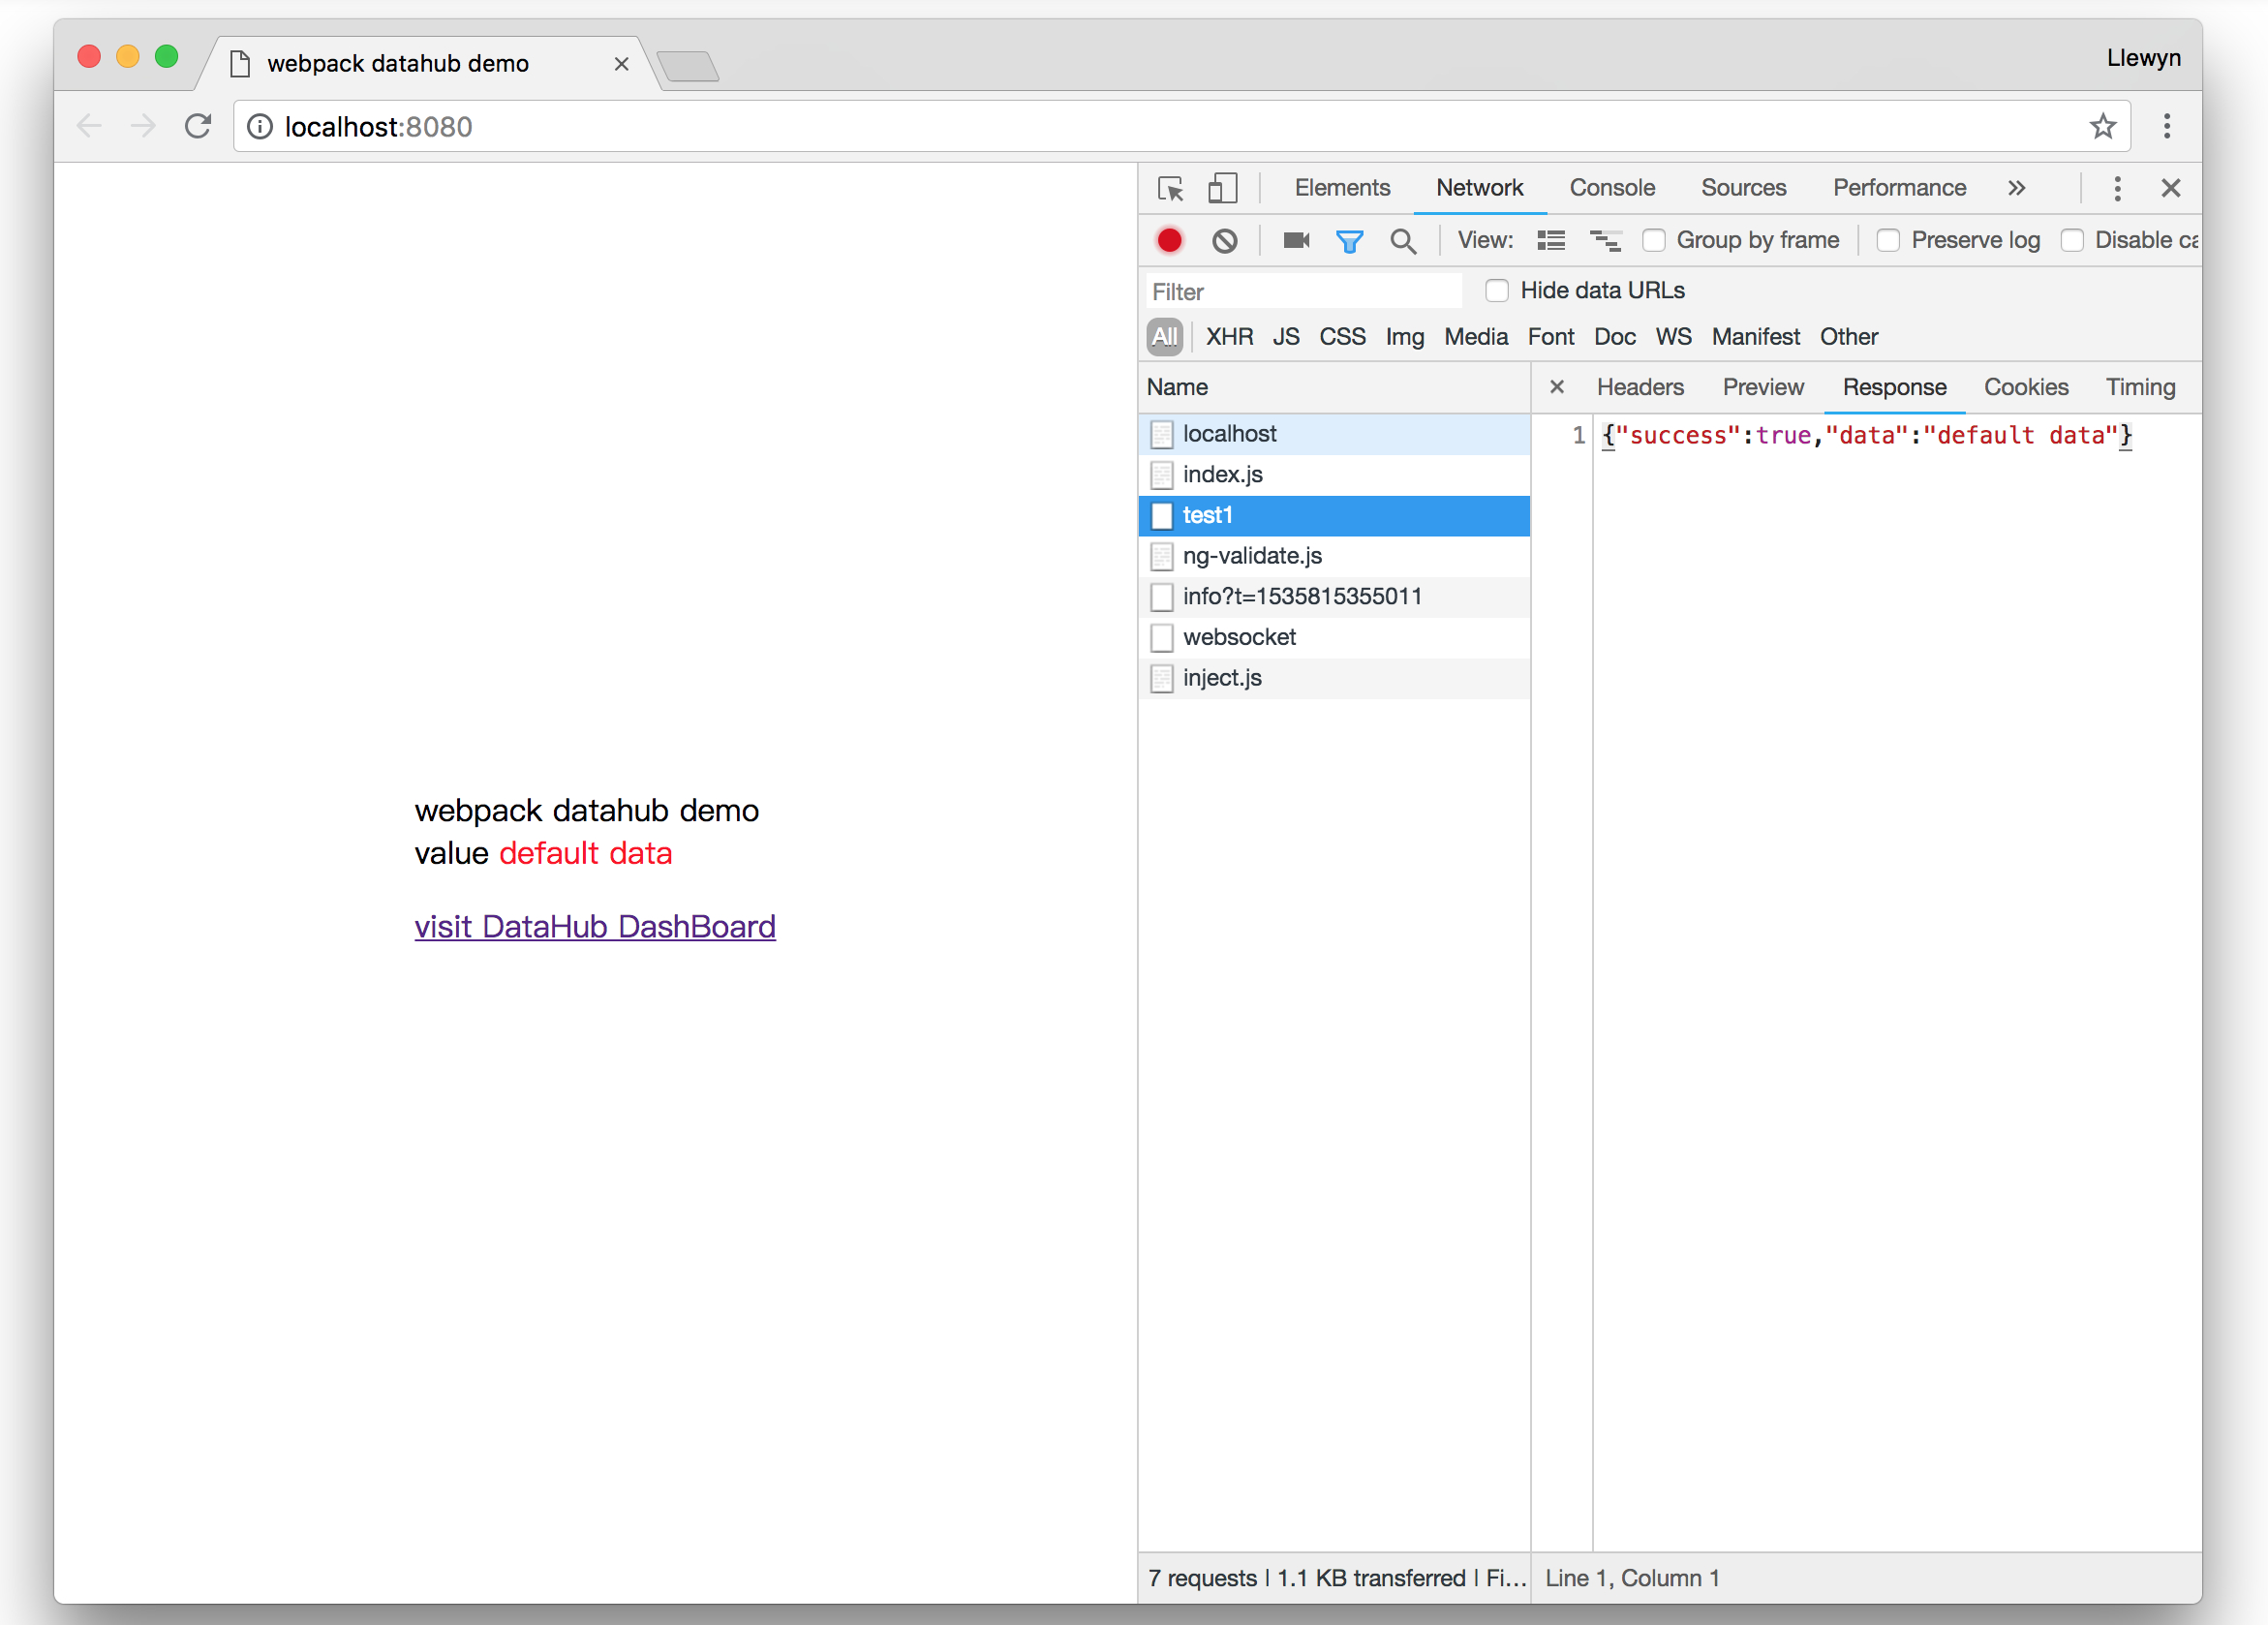 webpack datahub demo
Llewyn
localhost:8080
Elements Network Console Sources Performance »
View: Group by frame Preserve log Disable ca
Filter Hide data URLs
All XHR JS CSS Img Media Font Doc WS Manifest Other
Name
Headers Preview Response Cookies Timing
localhost
index.js
test1
ng-validate.js
info?t=1535815355011
websocket
inject.js
1 {"success":true,"data":"default data"}
webpack datahub demo
value default data
visit DataHub DashBoard
7 requests | 1.1 KB transferred | Fi...
Line 1, Column 1